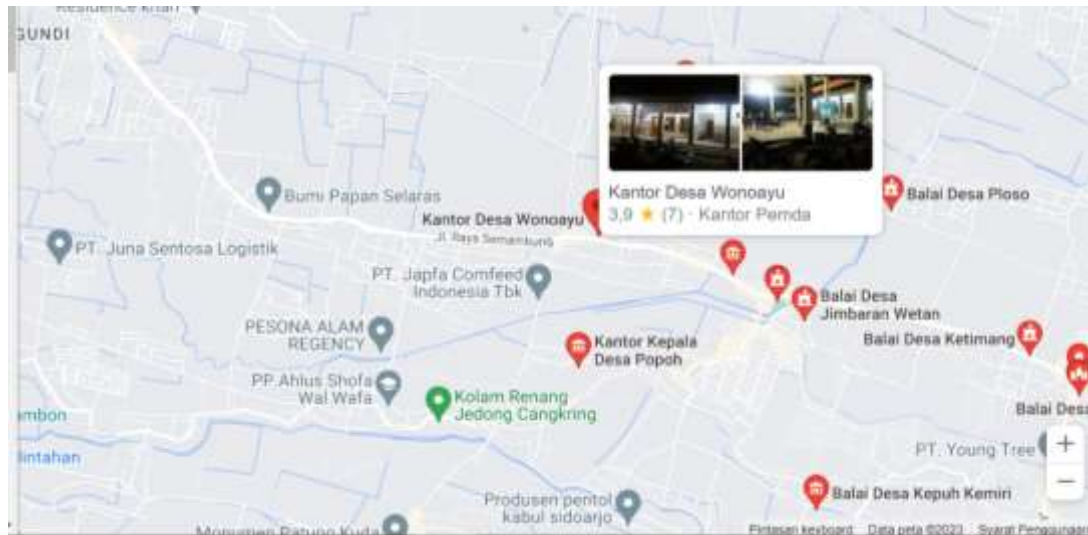 GUNDI
Bumi Papan Selaras
Kantor Desa Wonoayu
3,9 ★ (7) · Kantor Pemda
Balai Desa Ploso
Kantor Desa Wonoayu
Jl. Raya Semambung
PT. Juna Sentosa Logistik
PT. Japfa Comfeed
Indonesia Tbk
Balai Desa
Jimbaran Wetan
PESONA ALAM
REGENCY
Kantor Kepala
Desa Popoh
Balai Desa Ketimang
PP.Ahlus Shofa
Wal Wafa
Kolam Renang
Jedong Cangkring
Balai Desa
mbon
lintahan
PT. Young Tree
+
−
Balai Desa Kepuh Kemiri
Produsen pentol
kabul sidoarjo
Monumen Patung Kuda
Pintasan keyboard
Data peta ©2023
Syarat Penggunaan